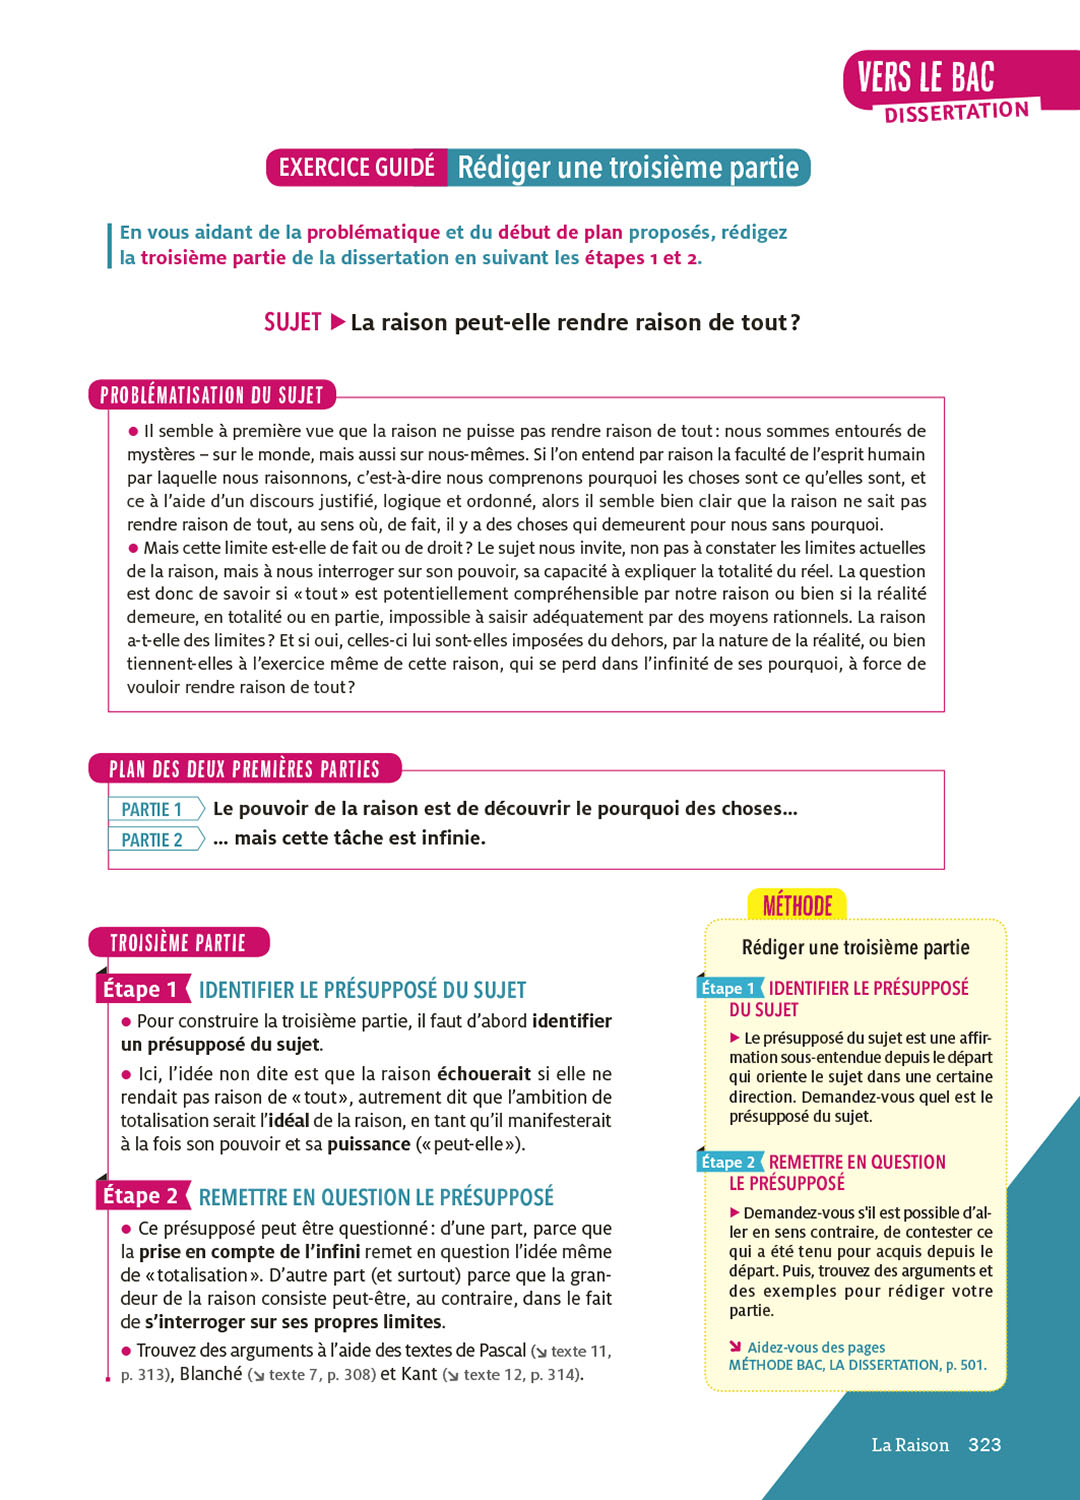 VERS LE BAC
DISSERTATION
EXERCICE GUIDÉ Rédiger une troisième partie
En vous aidant de la problématique et du début de plan proposés, rédigez
la troisième partie de la dissertation en suivant les étapes 1 et 2.
SUJET ▶ La raison peut-elle rendre raison de tout ?
PROBLÉMATISATION DU SUJET
● Il semble à première vue que la raison ne puisse pas rendre raison de tout : nous sommes entourés de
mystères – sur le monde, mais aussi sur nous-mêmes. Si l’on entend par raison la faculté de l’esprit humain
par laquelle nous raisonnons, c’est-à-dire nous comprenons pourquoi les choses sont ce qu’elles sont, et
ce à l’aide d’un discours justifié, logique et ordonné, alors il semble bien clair que la raison ne sait pas
rendre raison de tout, au sens où, de fait, il y a des choses qui demeurent pour nous sans pourquoi.
● Mais cette limite est-elle de fait ou de droit ? Le sujet nous invite, non pas à constater les limites actuelles
de la raison, mais à nous interroger sur son pouvoir, sa capacité à expliquer la totalité du réel. La question
est donc de savoir si « tout » est potentiellement compréhensible par notre raison ou bien si la réalité
demeure, en totalité ou en partie, impossible à saisir adéquatement par des moyens rationnels. La raison
a-t-elle des limites ? Et si oui, celles-ci lui sont-elles imposées du dehors, par la nature de la réalité, ou bien
tiennent-elles à l’exercice même de cette raison, qui se perd dans l’infinité de ses pourquoi, à force de
vouloir rendre raison de tout ?
PLAN DES DEUX PREMIÈRES PARTIES
PARTIE 1 Le pouvoir de la raison est de découvrir le pourquoi des choses...
PARTIE 2 ... mais cette tâche est infinie.
TROISIÈME PARTIE
Étape 1 IDENTIFIER LE PRÉSUPPOSÉ DU SUJET
● Pour construire la troisième partie, il faut d’abord identifier
un présupposé du sujet.
● Ici, l’idée non dite est que la raison échouerait si elle ne
rendait pas raison de « tout », autrement dit que l’ambition de
totalisation serait l’idéal de la raison, en tant qu’il manifesterait
à la fois son pouvoir et sa puissance (« peut-elle »).
Étape 2 REMETTRE EN QUESTION LE PRÉSUPPOSÉ
● Ce présupposé peut être questionné : d’une part, parce que
la prise en compte de l’infini remet en question l’idée même
de « totalisation ». D’autre part (et surtout) parce que la gran-
deur de la raison consiste peut-être, au contraire, dans le fait
de s’interroger sur ses propres limites.
● Trouvez des arguments à l’aide des textes de Pascal (↘ texte 11,
p. 313), Blanché (↘ texte 7, p. 308) et Kant (↘ texte 12, p. 314).
MÉTHODE
Rédiger une troisième partie
Étape 1 IDENTIFIER LE PRÉSUPPOSÉ
DU SUJET
▶ Le présupposé du sujet est une affir-
mation sous-entendue depuis le départ
qui oriente le sujet dans une certaine
direction. Demandez-vous quel est le
présupposé du sujet.
Étape 2 REMETTRE EN QUESTION
LE PRÉSUPPOSÉ
▶ Demandez-vous s'il est possible d’al-
ler en sens contraire, de contester ce
qui a été tenu pour acquis depuis le
départ. Puis, trouvez des arguments et
des exemples pour rédiger votre
partie.
↘ Aidez-vous des pages
MÉTHODE BAC, LA DISSERTATION, p. 501.
La Raison 323